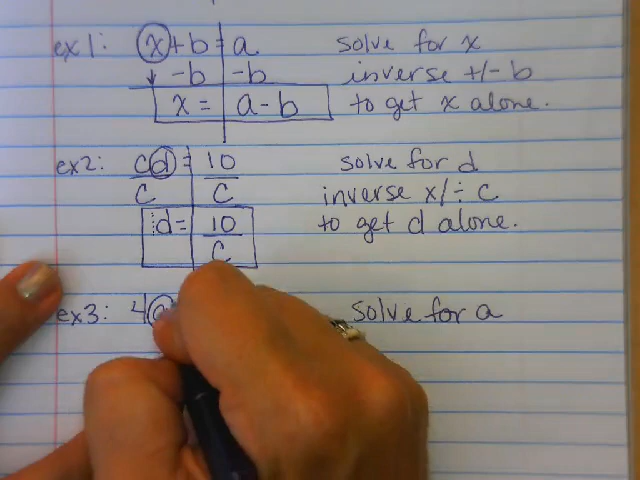 ex1: x+b = a solve for x
-b -b inverse +/- b
x = a-b to get x alone.
ex2: cd = 10 solve for d
c c inverse x/÷ c
d = 10 to get d alone.
c
ex3: 4a solve for a